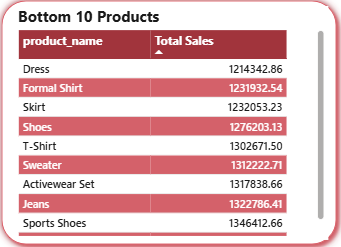 Bottom 10 Products
product_name Total Sales
Dress 1214342.86
Formal Shirt 1231932.54
Skirt 1232053.23
Shoes 1276203.13
T-Shirt 1302671.50
Sweater 1312222.71
Activewear Set 1317838.66
Jeans 1322786.41
Sports Shoes 1346412.66